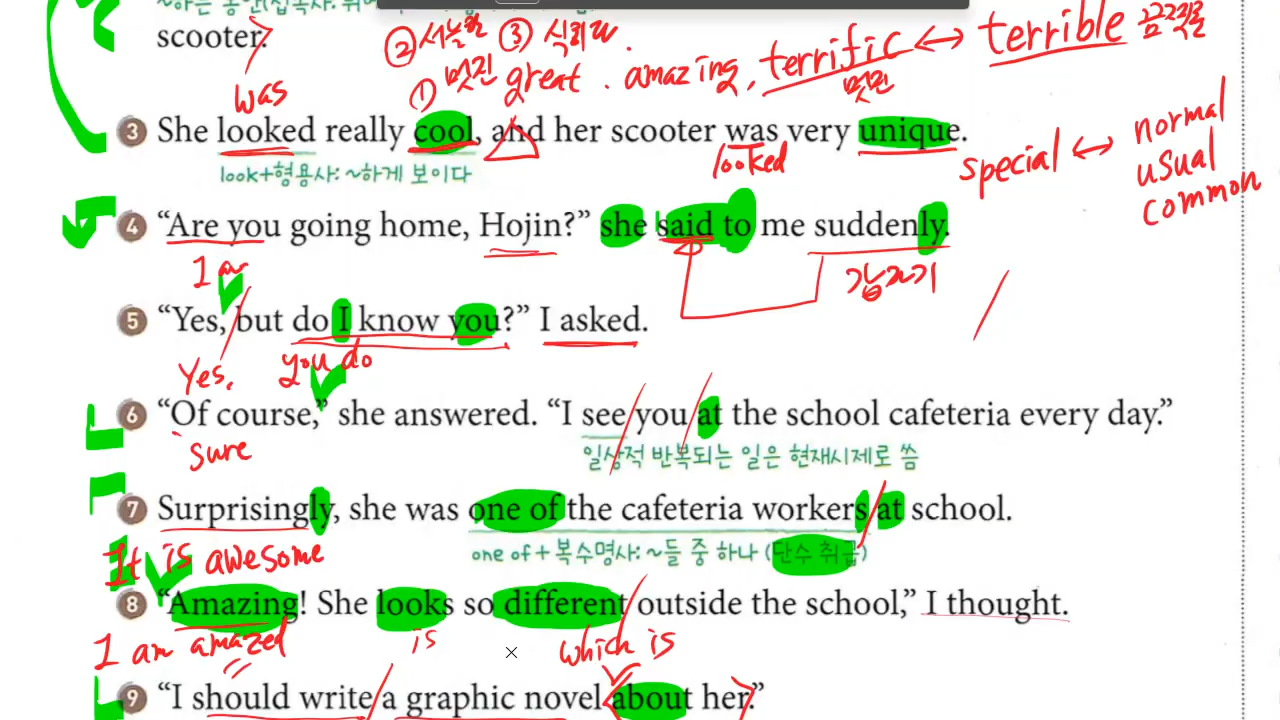 scooter.
② 서늘한 ③ 식히다.
① 멋진 great. amazing, terrific ↔ terrible 끔찍한
멋진
was
③ She looked really cool, and her scooter was very unique.
looked
special ↔ normal
usual
common
look+형용사: ~하게 보이다
④ “Are you going home, Hojin?” she said to me suddenly.
I am
갑자기
⑤ “Yes, but do I know you?” I asked.
Yes.
you do
⑥ “Of course,” she answered. “I see you at the school cafeteria every day.”
sure
일상적 반복되는 일은 현재시제로 씀
⑦ Surprisingly, she was one of the cafeteria workers at school.
It is awesome
one of + 복수명사: ~들 중 하나 (단수 취급)
⑧ “Amazing! She looks so different outside the school,” I thought.
I am amazed
is
which is
⑨ “I should write a graphic novel about her.”